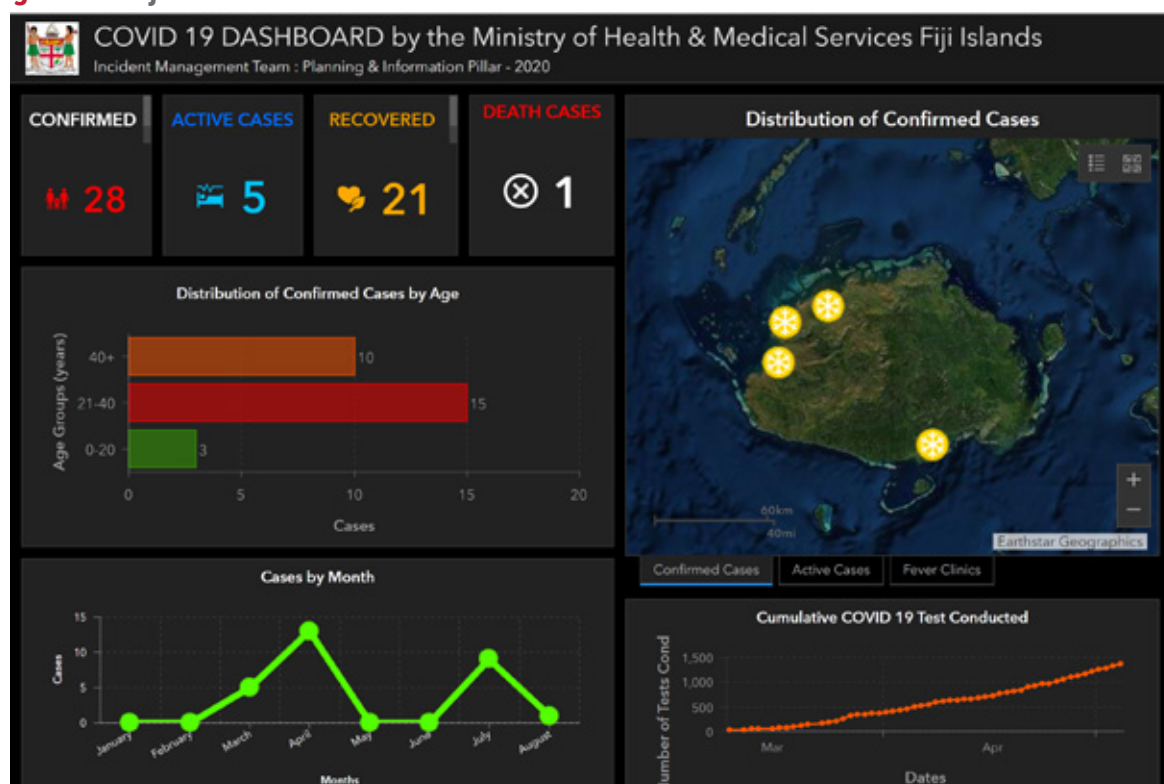 COVID 19 DASHBOARD by the Ministry of Health & Medical Services Fiji Islands
Incident Management Team : Planning & Information Pillar - 2020
CONFIRMED
28
ACTIVE CASES
5
RECOVERED
21
DEATH CASES
1
Distribution of Confirmed Cases by Age
Age Groups (years)
40+
10
21-40
15
0-20
3
0 5 10 15 20
Cases
Cases by Month
Cases
15
10
5
0
January February March April May June July August
Months
Distribution of Confirmed Cases
60km
40mi
+
−
Earthstar Geographics
Confirmed Cases Active Cases Fever Clinics
Cumulative COVID 19 Test Conducted
umber of Tests Cond
1,500
1,000
500
0
Mar Apr
Dates